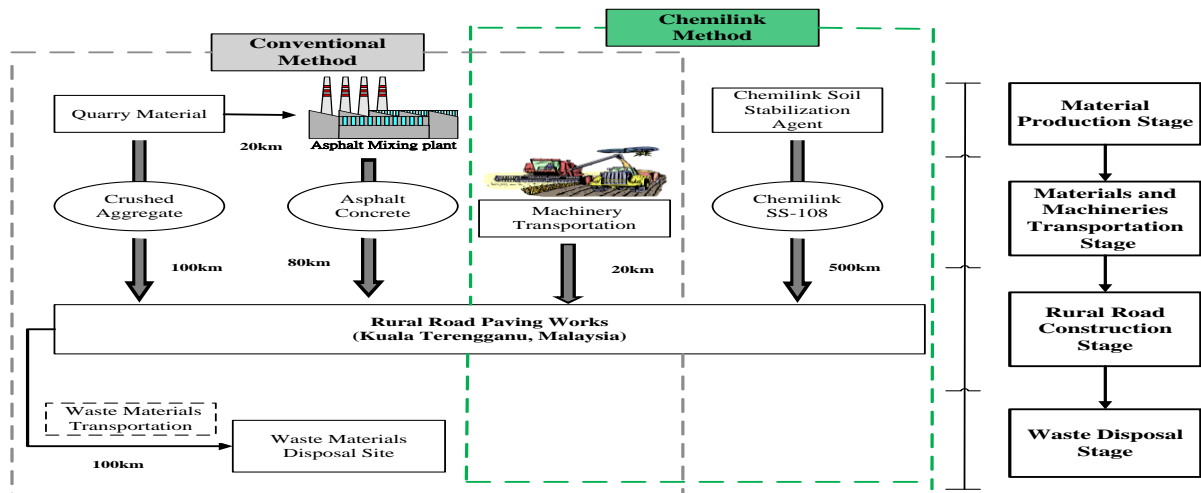 Chemilink
Method
Conventional
Method
Quarry Material
20km
Asphalt Mixing plant
Chemilink Soil
Stabilization
Agent
Material
Production Stage
Crushed
Aggregate
Asphalt
Concrete
Machinery
Transportation
Chemilink
SS-108
Materials and
Machineries
Transportation
Stage
100km
80km
20km
500km
Rural Road Paving Works
(Kuala Terengganu, Malaysia)
Rural Road
Construction
Stage
Waste Materials
Transportation
100km
Waste Materials
Disposal Site
Waste Disposal
Stage